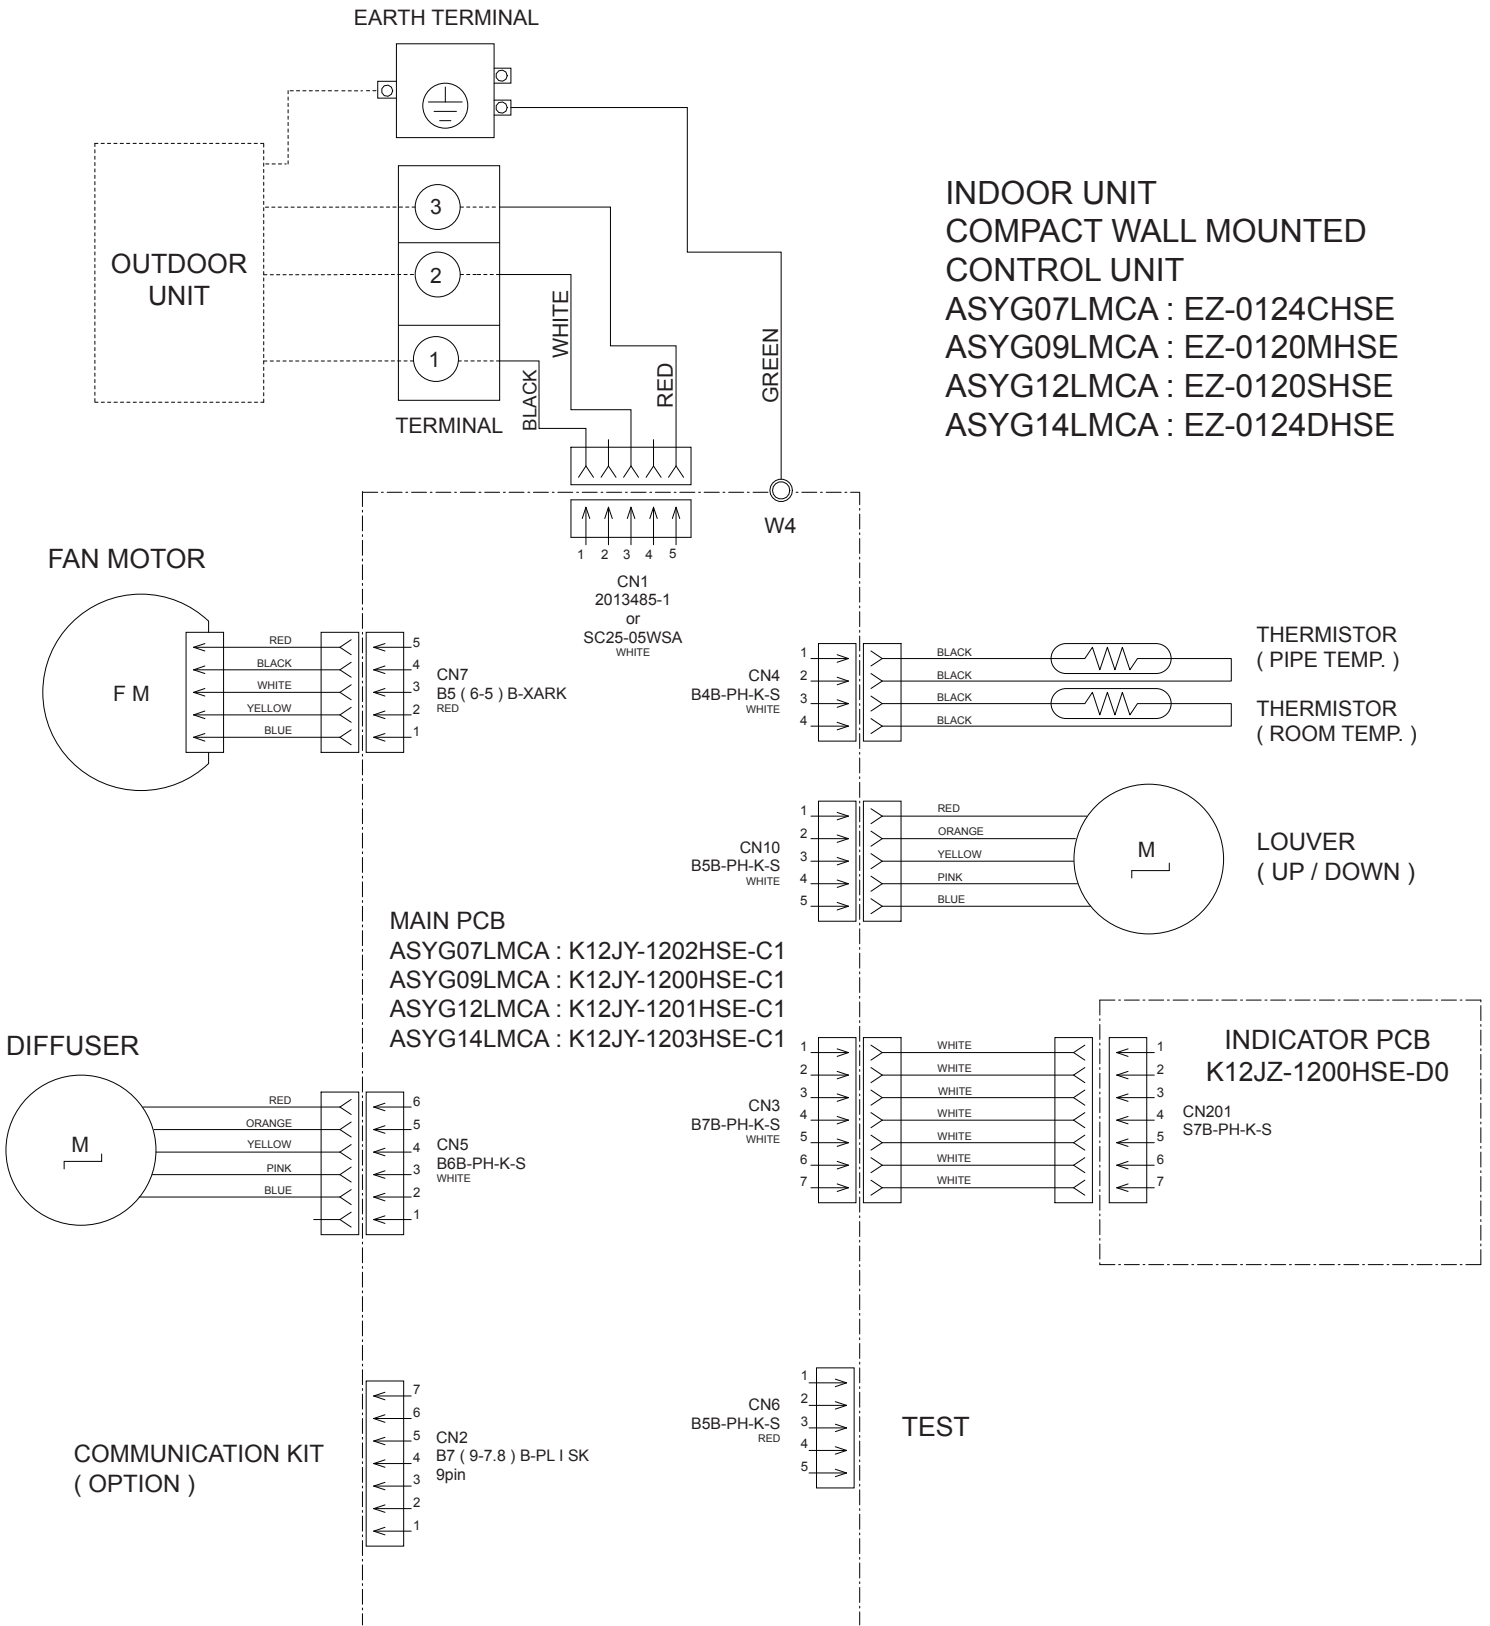 EARTH TERMINAL
OUTDOOR
UNIT
3
2
1
TERMINAL
BLACK
WHITE
RED
GREEN
INDOOR UNIT
COMPACT WALL MOUNTED
CONTROL UNIT
ASYG07LMCA : EZ-0124CHSE
ASYG09LMCA : EZ-0120MHSE
ASYG12LMCA : EZ-0120SHSE
ASYG14LMCA : EZ-0124DHSE
W4
1 2 3 4 5
CN1
2013485-1
or
SC25-05WSA
WHITE
FAN MOTOR
F M
RED
BLACK
WHITE
YELLOW
BLUE
5
4
3
2
1
CN7
B5 ( 6-5 ) B-XARK
RED
CN4
B4B-PH-K-S
WHITE
1
2
3
4
BLACK
BLACK
BLACK
BLACK
THERMISTOR
( PIPE TEMP. )
THERMISTOR
( ROOM TEMP. )
CN10
B5B-PH-K-S
WHITE
1
2
3
4
5
RED
ORANGE
YELLOW
PINK
BLUE
M
LOUVER
( UP / DOWN )
MAIN PCB
ASYG07LMCA : K12JY-1202HSE-C1
ASYG09LMCA : K12JY-1200HSE-C1
ASYG12LMCA : K12JY-1201HSE-C1
ASYG14LMCA : K12JY-1203HSE-C1
DIFFUSER
M
RED
ORANGE
YELLOW
PINK
BLUE
6
5
4
3
2
1
CN5
B6B-PH-K-S
WHITE
CN3
B7B-PH-K-S
WHITE
1
2
3
4
5
6
7
WHITE
WHITE
WHITE
WHITE
WHITE
WHITE
WHITE
1
2
3
4
5
6
7
INDICATOR PCB
K12JZ-1200HSE-D0
CN201
S7B-PH-K-S
COMMUNICATION KIT
( OPTION )
7
6
5
4
3
2
1
CN2
B7 ( 9-7.8 ) B-PL I SK
9pin
CN6
B5B-PH-K-S
RED
1
2
3
4
5
TEST